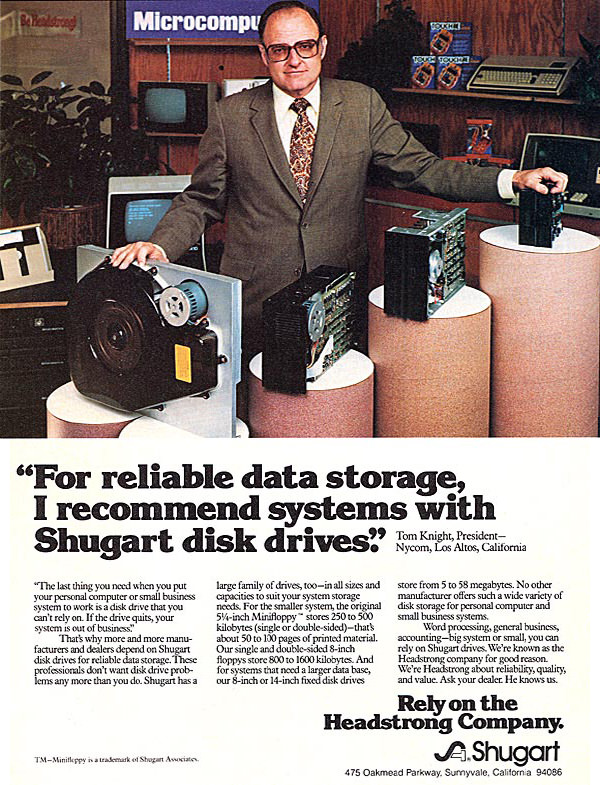 Be Headstrong!
Microcompu
TOUCH
TOUCH
TOUCH
“For reliable data storage,
I recommend systems with
Shugart disk drives.”
Tom Knight, President—
Nycom, Los Altos, California
“The last thing you need when you put
your personal computer or small business
system to work is a disk drive that you
can't rely on. If the drive quits, your
system is out of business.”
That's why more and more manu-
facturers and dealers depend on Shugart
disk drives for reliable data storage. These
professionals don't want disk drive prob-
lems any more than you do. Shugart has a
large family of drives, too—in all sizes and
capacities to suit your system storage
needs. For the smaller system, the original
5¼-inch Minifloppy™ stores 250 to 500
kilobytes (single or double-sided)—that's
about 50 to 100 pages of printed material.
Our single and double-sided 8-inch
floppys store 800 to 1600 kilobytes. And
for systems that need a larger data base,
our 8-inch or 14-inch fixed disk drives
store from 5 to 58 megabytes. No other
manufacturer offers such a wide variety of
disk storage for personal computer and
small business systems.
Word processing, general business,
accounting—big system or small, you can
rely on Shugart drives. We're known as the
Headstrong company for good reason.
We're Headstrong about reliability, quality,
and value. Ask your dealer. He knows us.
Rely on the
Headstrong Company.
Shugart
TM—Minifloppy is a trademark of Shugart Associates.
475 Oakmead Parkway, Sunnyvale, California 94086